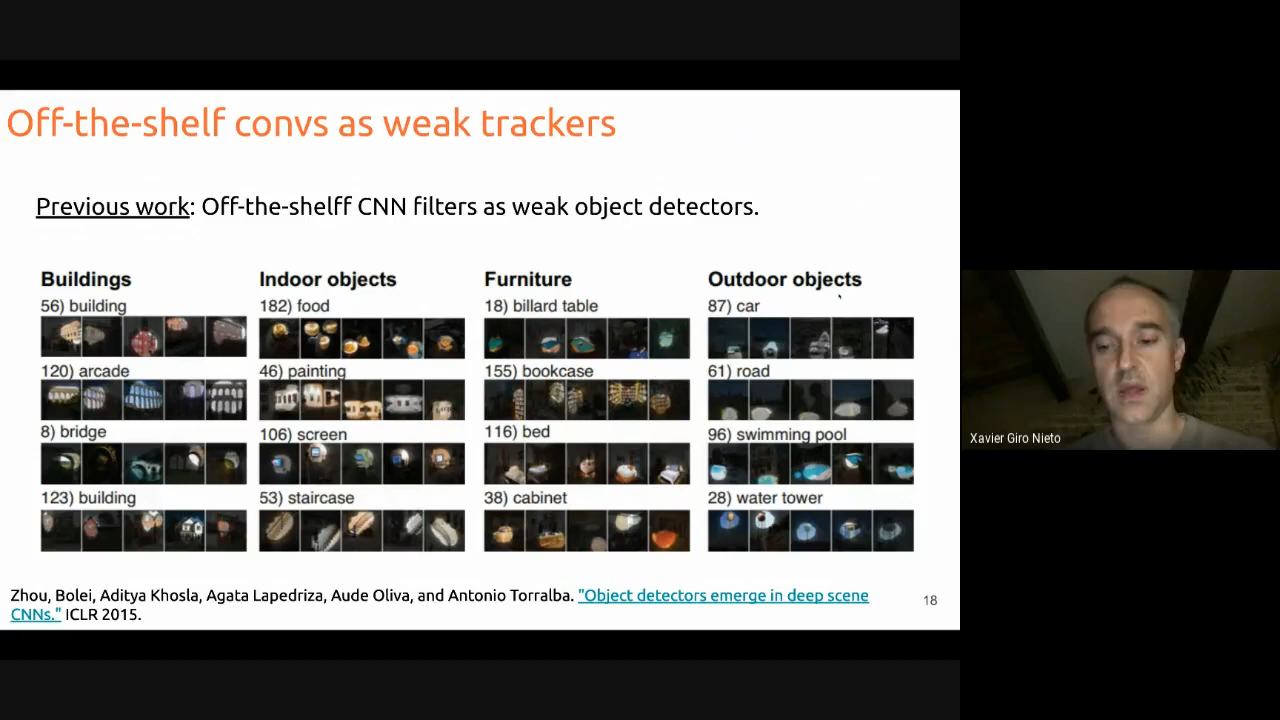 Off-the-shelf convs as weak trackers
Previous work: Off-the-shelff CNN filters as weak object detectors.
Buildings
56) building
120) arcade
8) bridge
123) building
Indoor objects
182) food
46) painting
106) screen
53) staircase
Furniture
18) billard table
155) bookcase
116) bed
38) cabinet
Outdoor objects
87) car
61) road
96) swimming pool
28) water tower
Zhou, Bolei, Aditya Khosla, Agata Lapedriza, Aude Oliva, and Antonio Torralba. "Object detectors emerge in deep scene
CNNs." ICLR 2015.
18
Xavier Giro Nieto